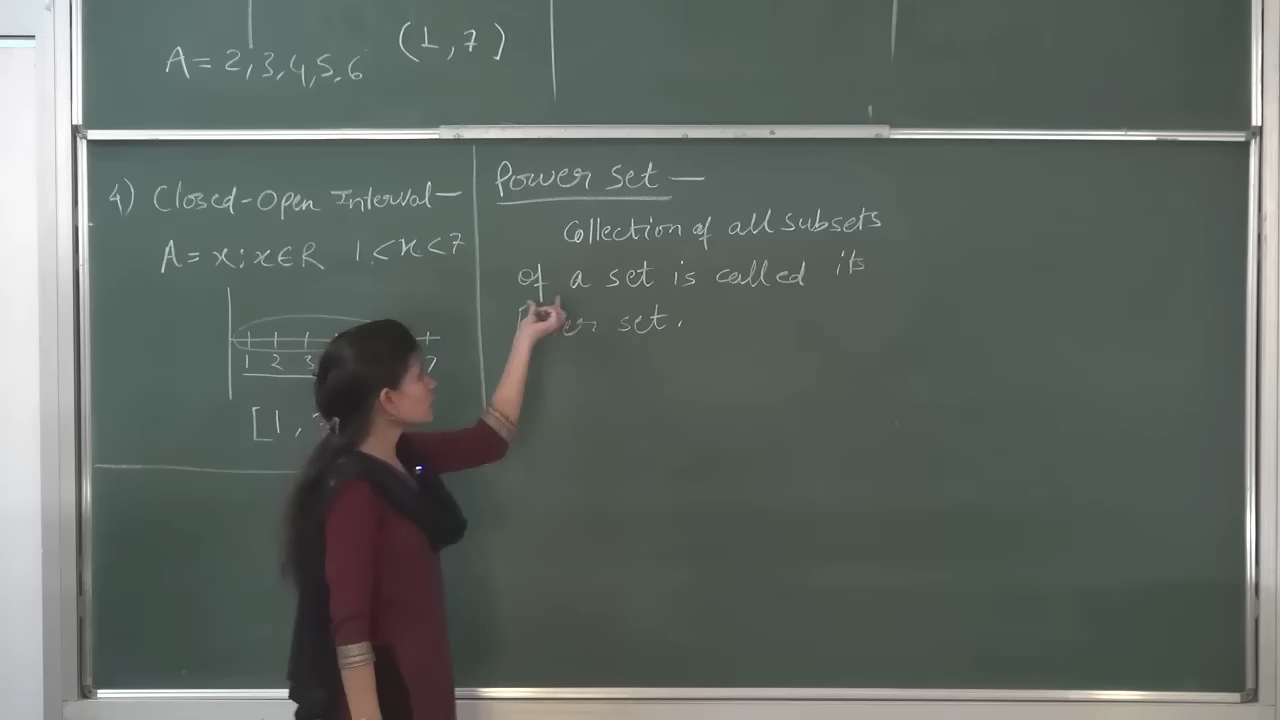 A = 2,3,4,5,6 (1,7)
4) Closed-Open Interval—
A = x : x ∈ R 1 < x < 7
1 2 3 7
[1,
Power set —
Collection of all subsets
of a set is called its
set.